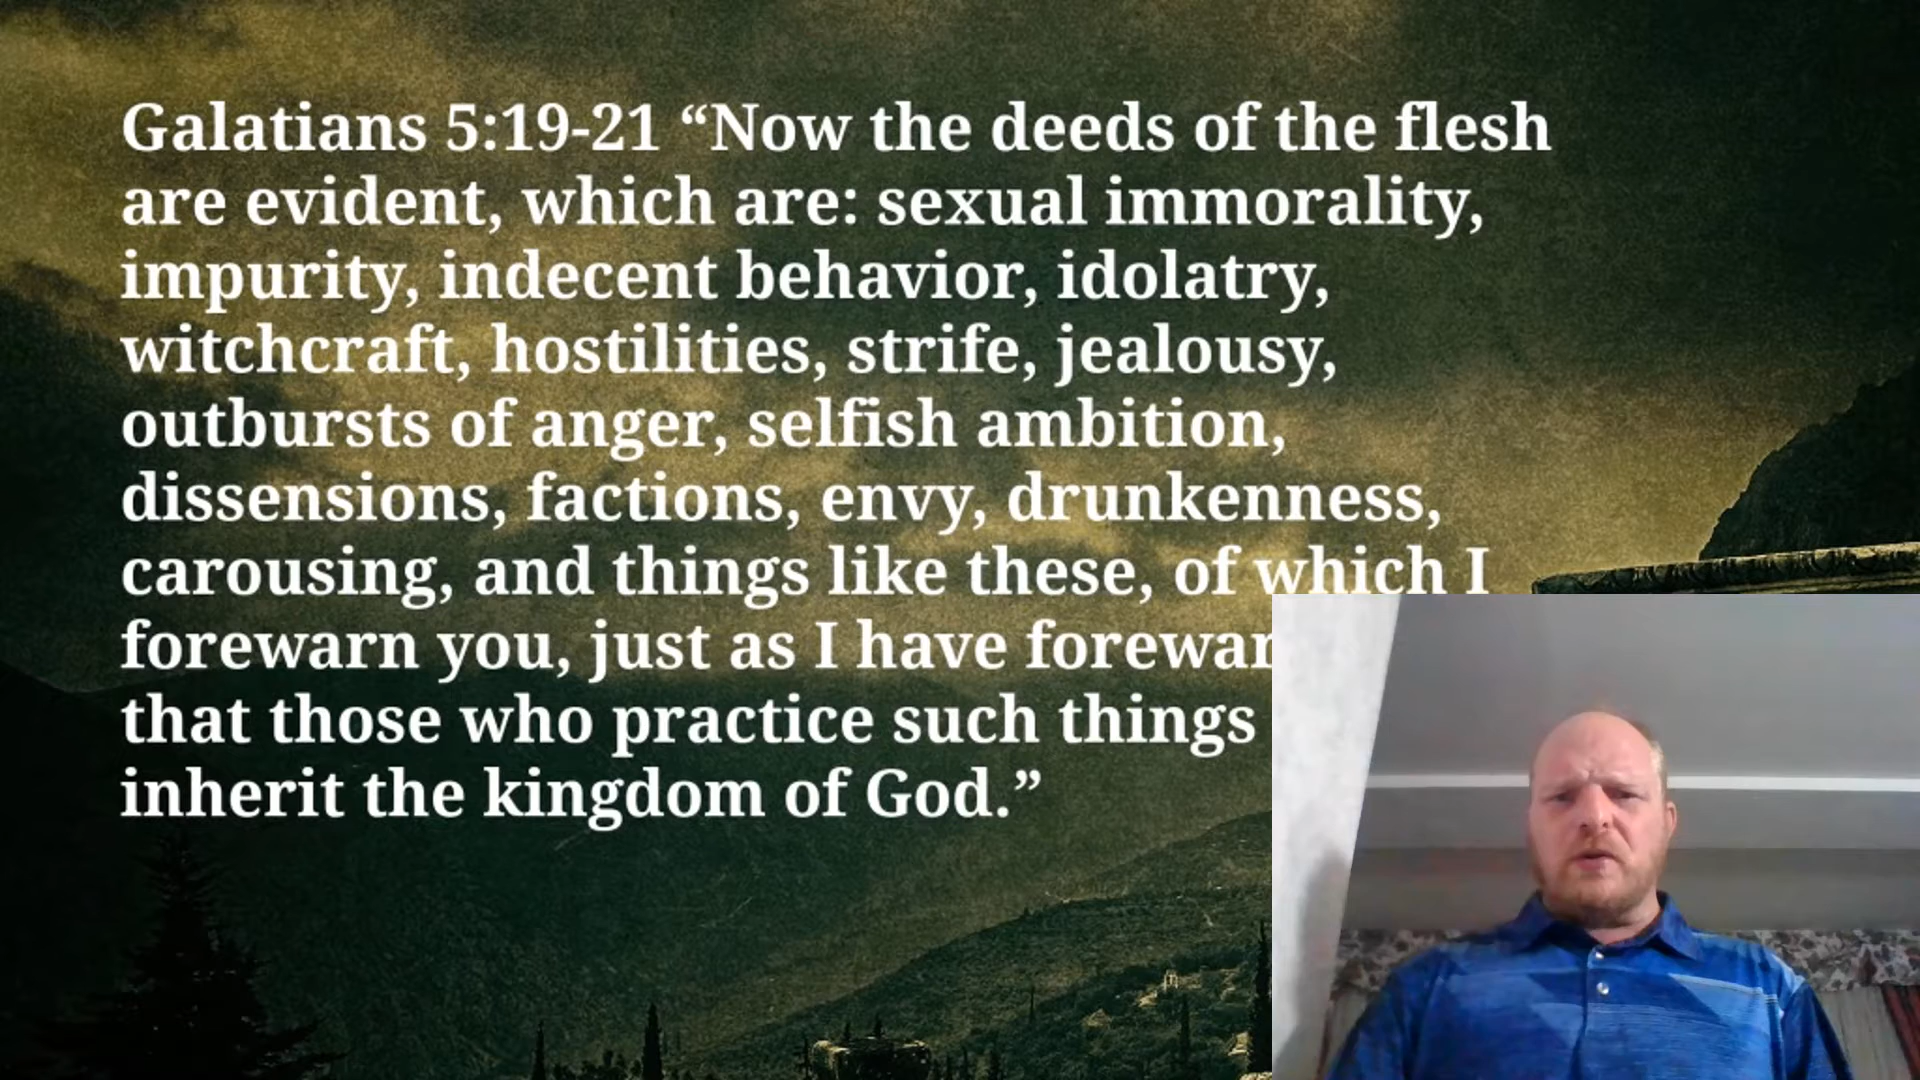 Galatians 5:19-21 “Now the deeds of the flesh
are evident, which are: sexual immorality,
impurity, indecent behavior, idolatry,
witchcraft, hostilities, strife, jealousy,
outbursts of anger, selfish ambition,
dissensions, factions, envy, drunkenness,
carousing, and things like these, of which I
forewarn you, just as I have
that those who practice such things
inherit the kingdom of God.”